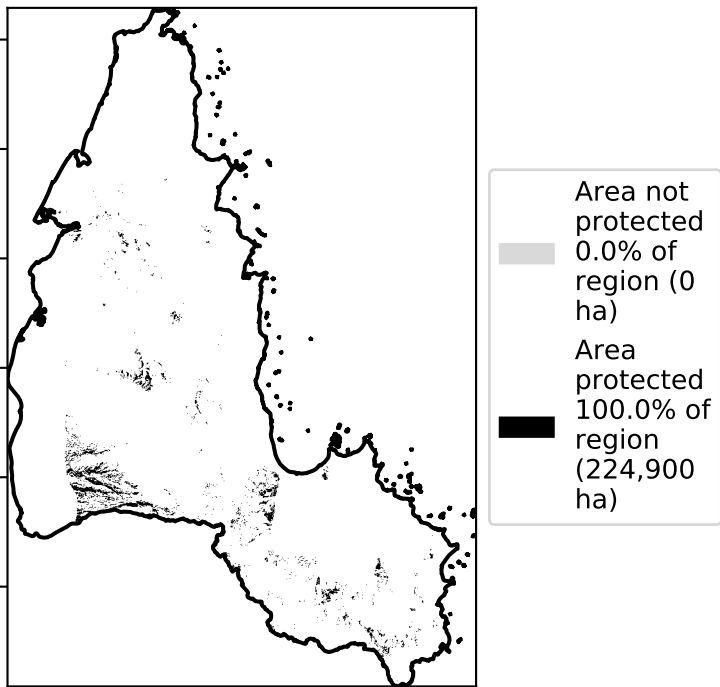 Area not
protected
0.0% of
region (0
ha)
Area
protected
100.0% of
region
(224,900
ha)